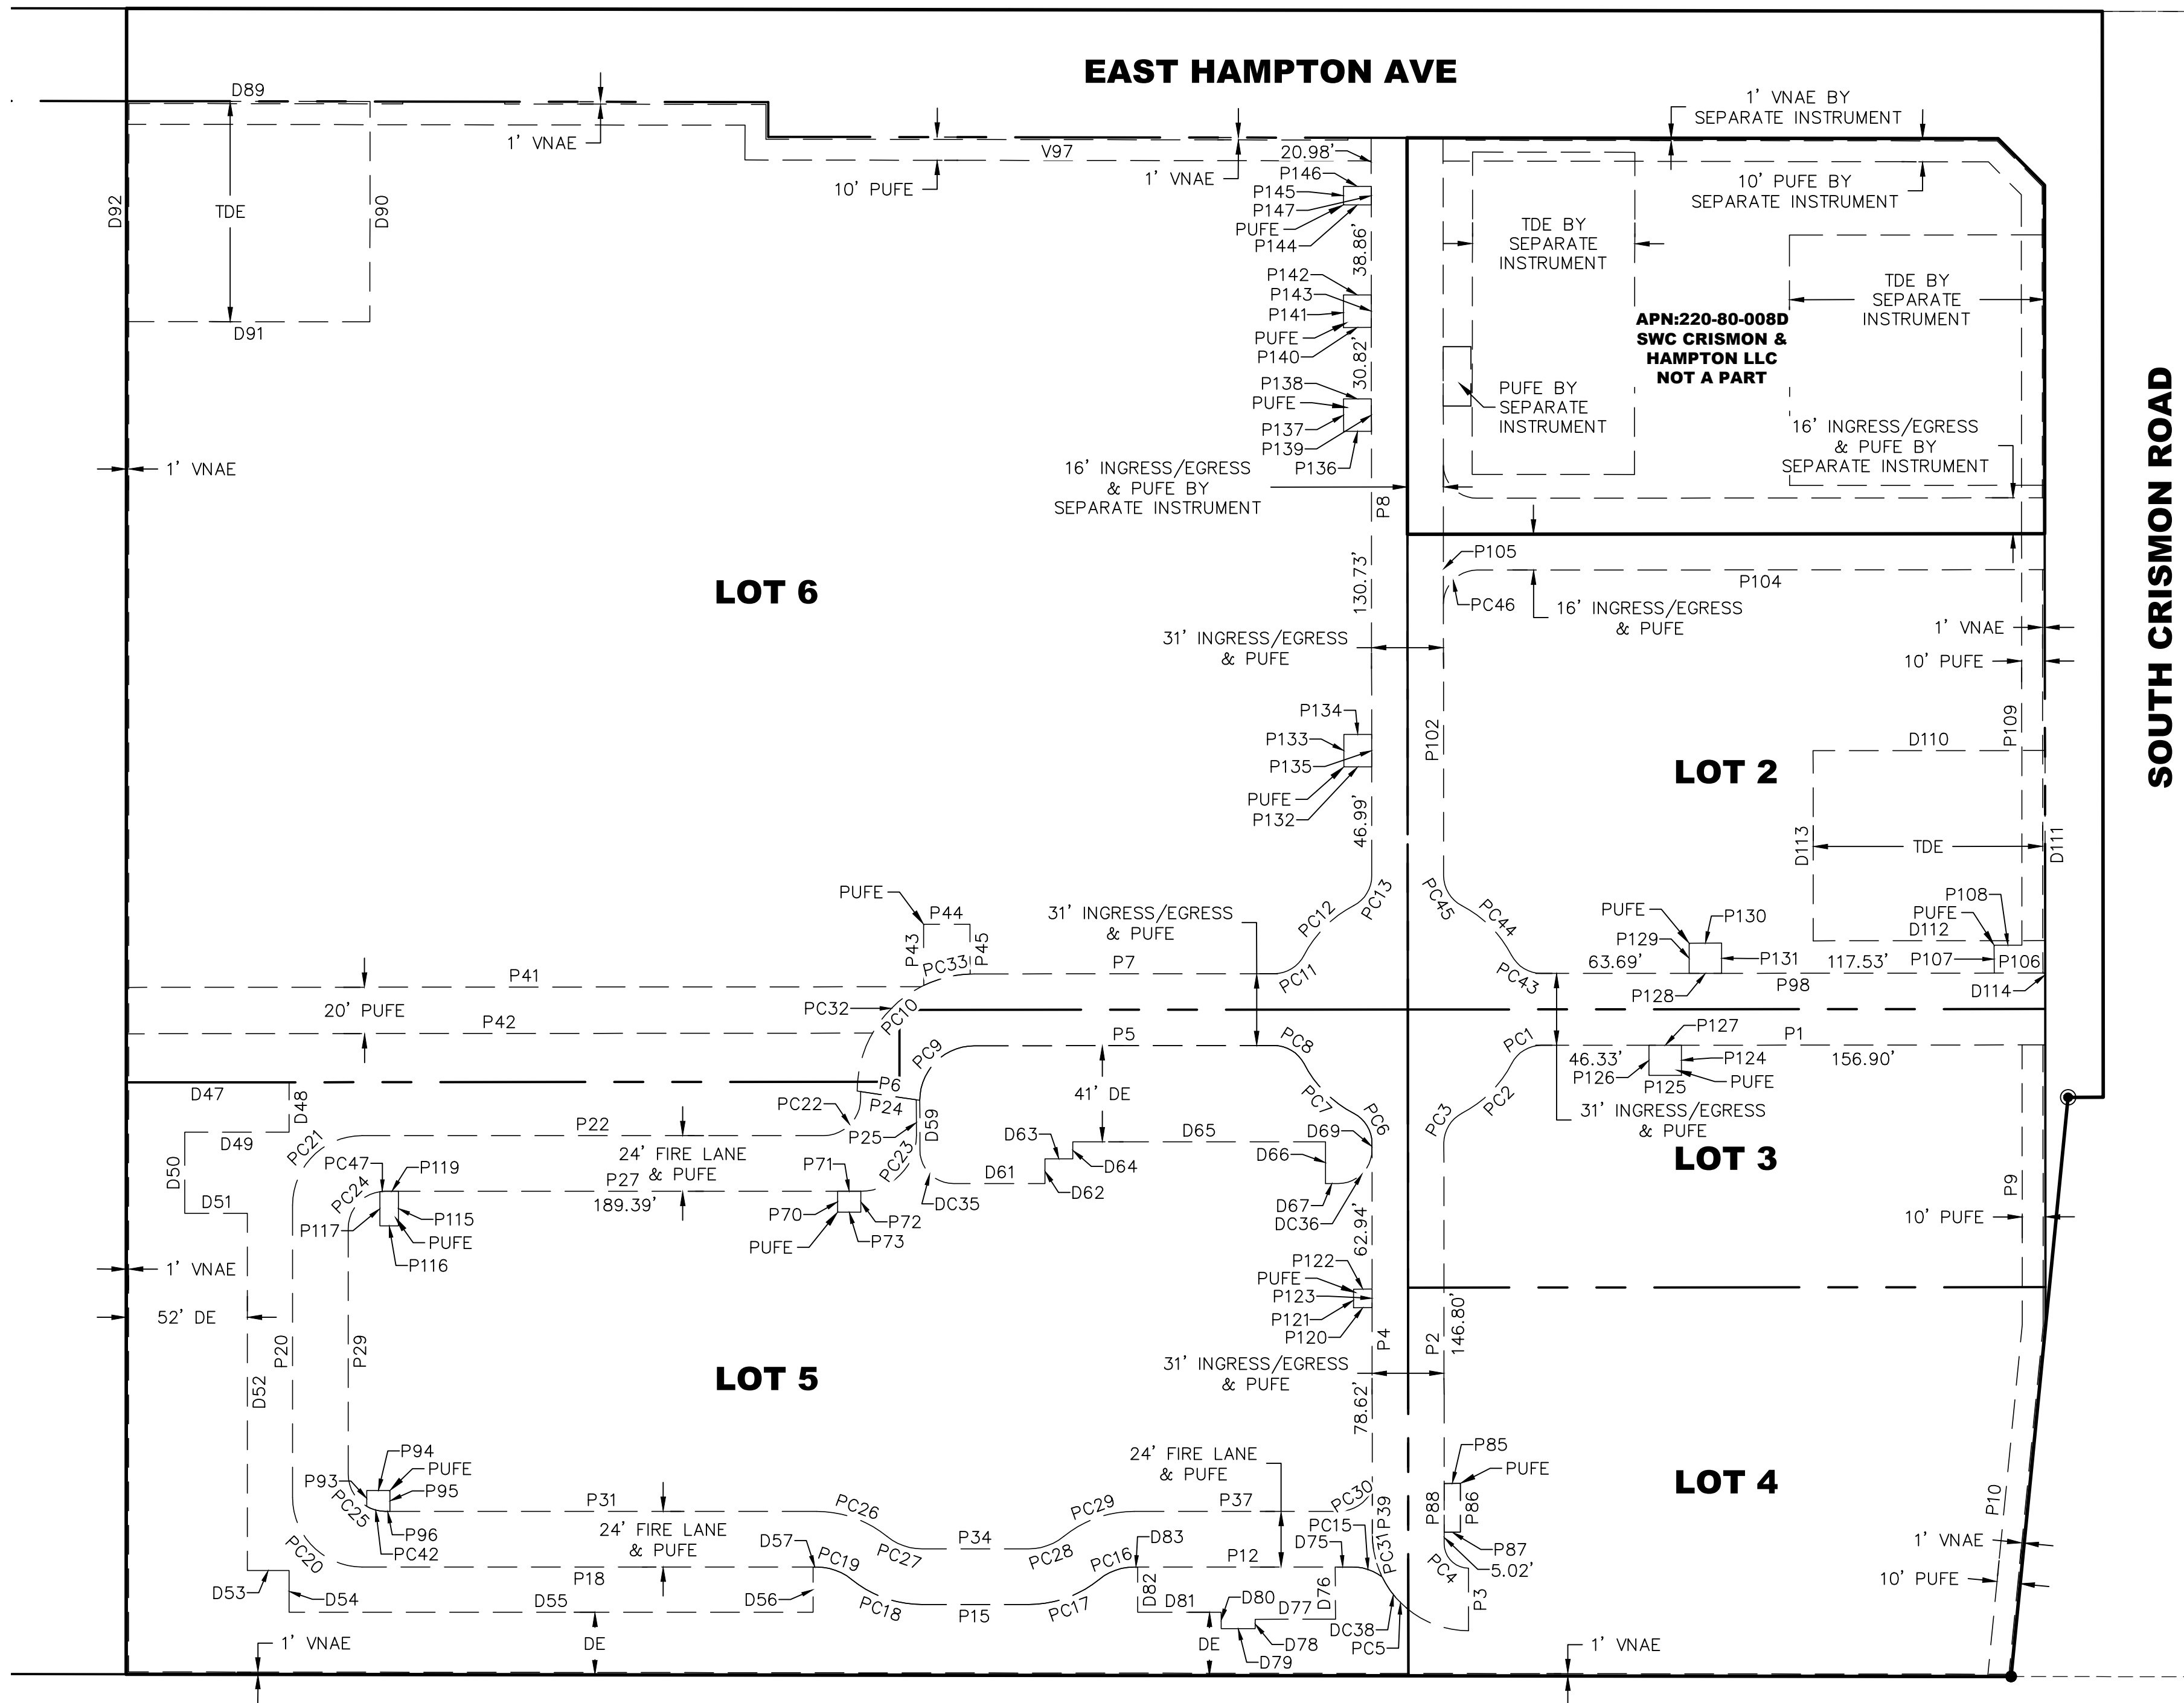 EAST HAMPTON AVE
SOUTH CRISMON ROAD
D89
1' VNAE
10' PUFE
V97
1' VNAE
20.98'
1' VNAE BY
SEPARATE INSTRUMENT
10' PUFE BY
SEPARATE INSTRUMENT
D92
TDE
D90
D91
P146
P145
P147
PUFE
P144
38.86'
P142
P143
P141
PUFE
P140
30.82'
P138
PUFE
P137
P139
P136
TDE BY
SEPARATE
INSTRUMENT
TDE BY
SEPARATE
INSTRUMENT
APN:220-80-008D
SWC CRISMON &
HAMPTON LLC
NOT A PART
PUFE BY
SEPARATE
INSTRUMENT
16' INGRESS/EGRESS
& PUFE BY
SEPARATE INSTRUMENT
1' VNAE
16' INGRESS/EGRESS
& PUFE BY
SEPARATE INSTRUMENT
P8
LOT 6
130.73'
P105
P104
PC46
16' INGRESS/EGRESS
& PUFE
31' INGRESS/EGRESS
& PUFE
1' VNAE
10' PUFE
P134
P133
P135
PUFE
P132
P102
46.99'
LOT 2
P109
D110
D113
TDE
D111
D112
P108
PUFE
P107
P106
D114
PUFE
P44
P43
P45
PC33
31' INGRESS/EGRESS
& PUFE
P7
PC11
PC12
PC13
PC45
PC44
PC43
PUFE
P130
P129
P131
63.69'
117.53'
P128
P98
P41
20' PUFE
P42
PC32
PC10
PC9
P5
PC8
PC7
PC6
PC1
PC2
PC3
P127
P1
46.33'
P124
156.90'
P126
P125
PUFE
31' INGRESS/EGRESS
& PUFE
LOT 3
P9
10' PUFE
D47
D48
D49
D50
D51
PC21
P22
PC22
P6
P24
P25
D59
PC23
24' FIRE LANE
& PUFE
P27
189.39'
41' DE
D63
D64
D65
D61
D62
DC35
D69
D66
D67
DC36
62.94'
PC47
P119
PC24
P117
P115
PUFE
P116
P71
P70
P72
PUFE
P73
1' VNAE
52' DE
P20
P29
D52
LOT 5
P122
PUFE
P123
P121
P120
P4
P2
146.80'
31' INGRESS/EGRESS
& PUFE
78.62'
LOT 4
P10
P94
PUFE
P93
P95
PC25
P96
PC42
P31
24' FIRE LANE
& PUFE
PC20
P18
D53
D54
D55
D56
D57
PC19
PC18
PC26
PC27
P34
P15
PC28
PC29
PC17
PC16
24' FIRE LANE
& PUFE
P37
PC30
P39
PC31
PC15
D75
D83
P12
D82
D81
D80
D77
D76
D78
D79
DC38
PC5
P85
PUFE
P88
P86
P87
5.02'
PC4
P3
1' VNAE
10' PUFE
1' VNAE
DE
DE
1' VNAE